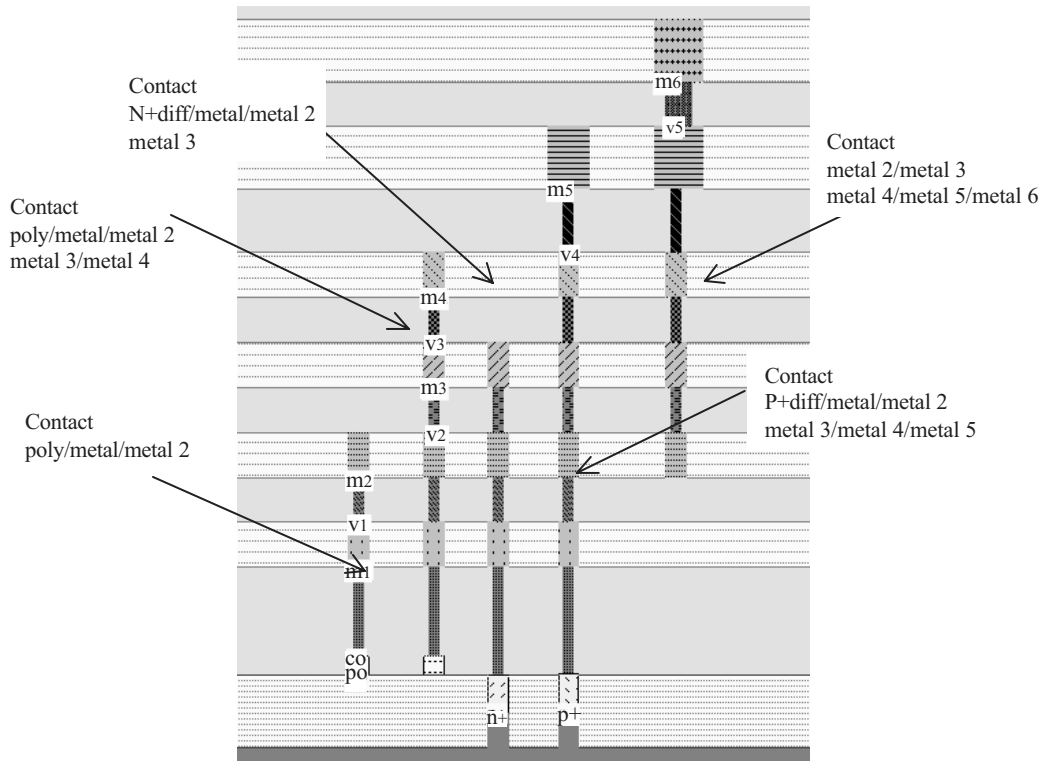 Contact
N+diff/metal/metal 2
metal 3
Contact
poly/metal/metal 2
metal 3/metal 4
Contact
poly/metal/metal 2
Contact
metal 2/metal 3
metal 4/metal 5/metal 6
Contact
P+diff/metal/metal 2
metal 3/metal 4/metal 5
m6
v5
m5
v4
m4
v3
m3
v2
m2
v1
m1
co
po
n+
p+